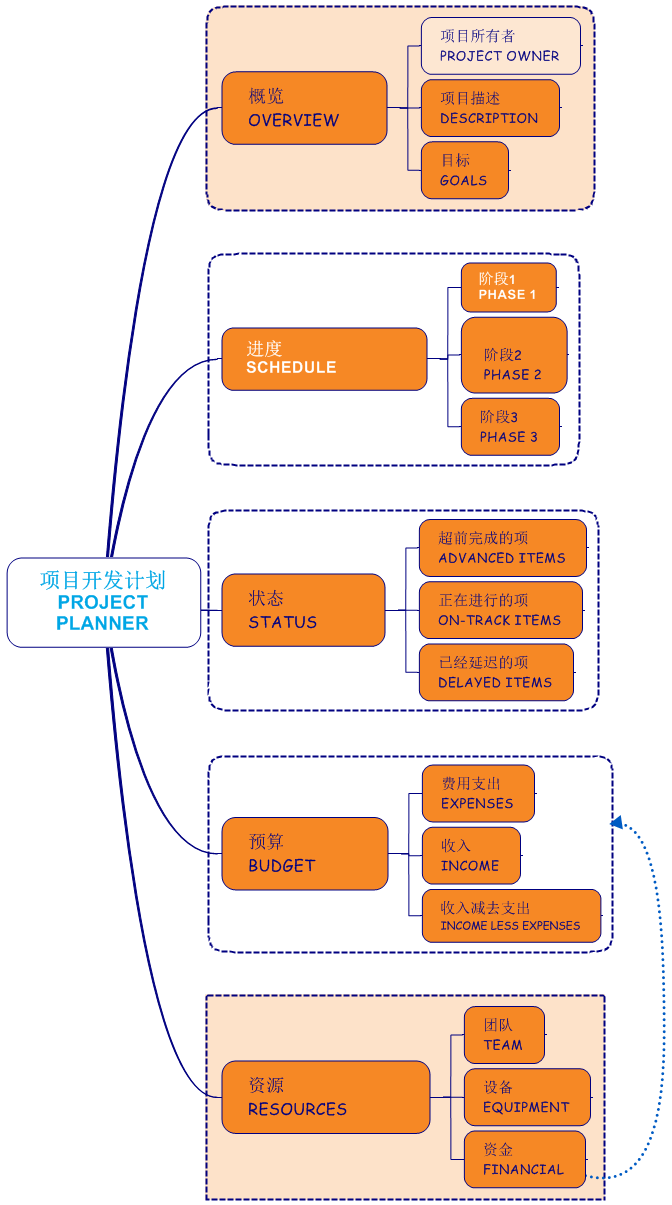 项目所有者
PROJECT OWNER
概览
OVERVIEW
项目描述
DESCRIPTION
目标
GOALS
阶段1
PHASE 1
进度
SCHEDULE
阶段2
PHASE 2
阶段3
PHASE 3
项目开发计划
PROJECT
PLANNER
超前完成的项
ADVANCED ITEMS
状态
STATUS
正在进行的项
ON-TRACK ITEMS
已经延迟的项
DELAYED ITEMS
费用支出
EXPENSES
预算
BUDGET
收入
INCOME
收入减去支出
INCOME LESS EXPENSES
团队
TEAM
资源
RESOURCES
设备
EQUIPMENT
资金
FINANCIAL